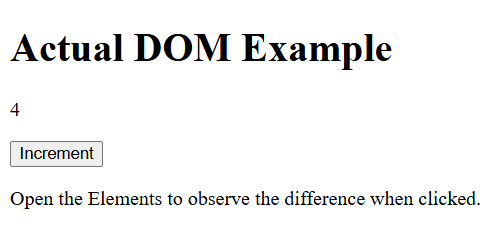 Actual DOM Example
4
Increment
Open the Elements to observe the difference when clicked.